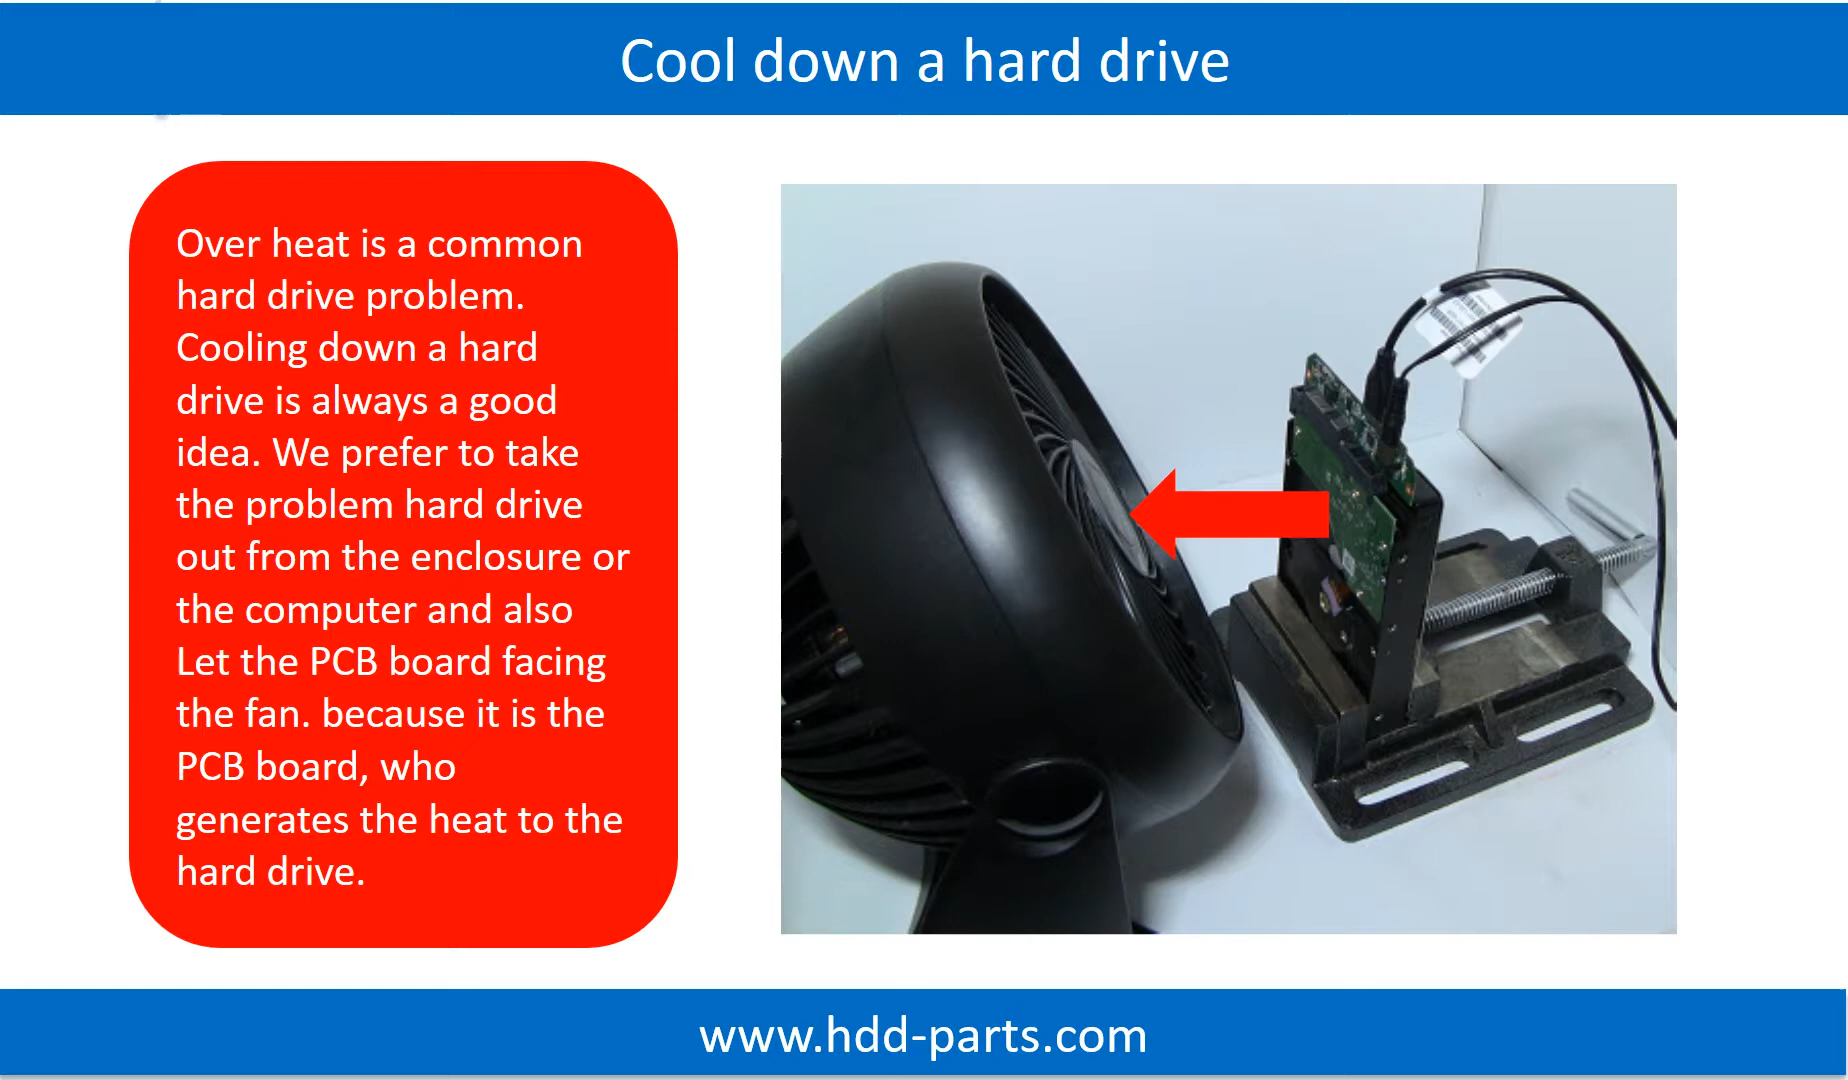 Cool down a hard drive
Over heat is a common
hard drive problem.
Cooling down a hard
drive is always a good
idea. We prefer to take
the problem hard drive
out from the enclosure or
the computer and also
Let the PCB board facing
the fan. because it is the
PCB board, who
generates the heat to the
hard drive.
www.hdd-parts.com